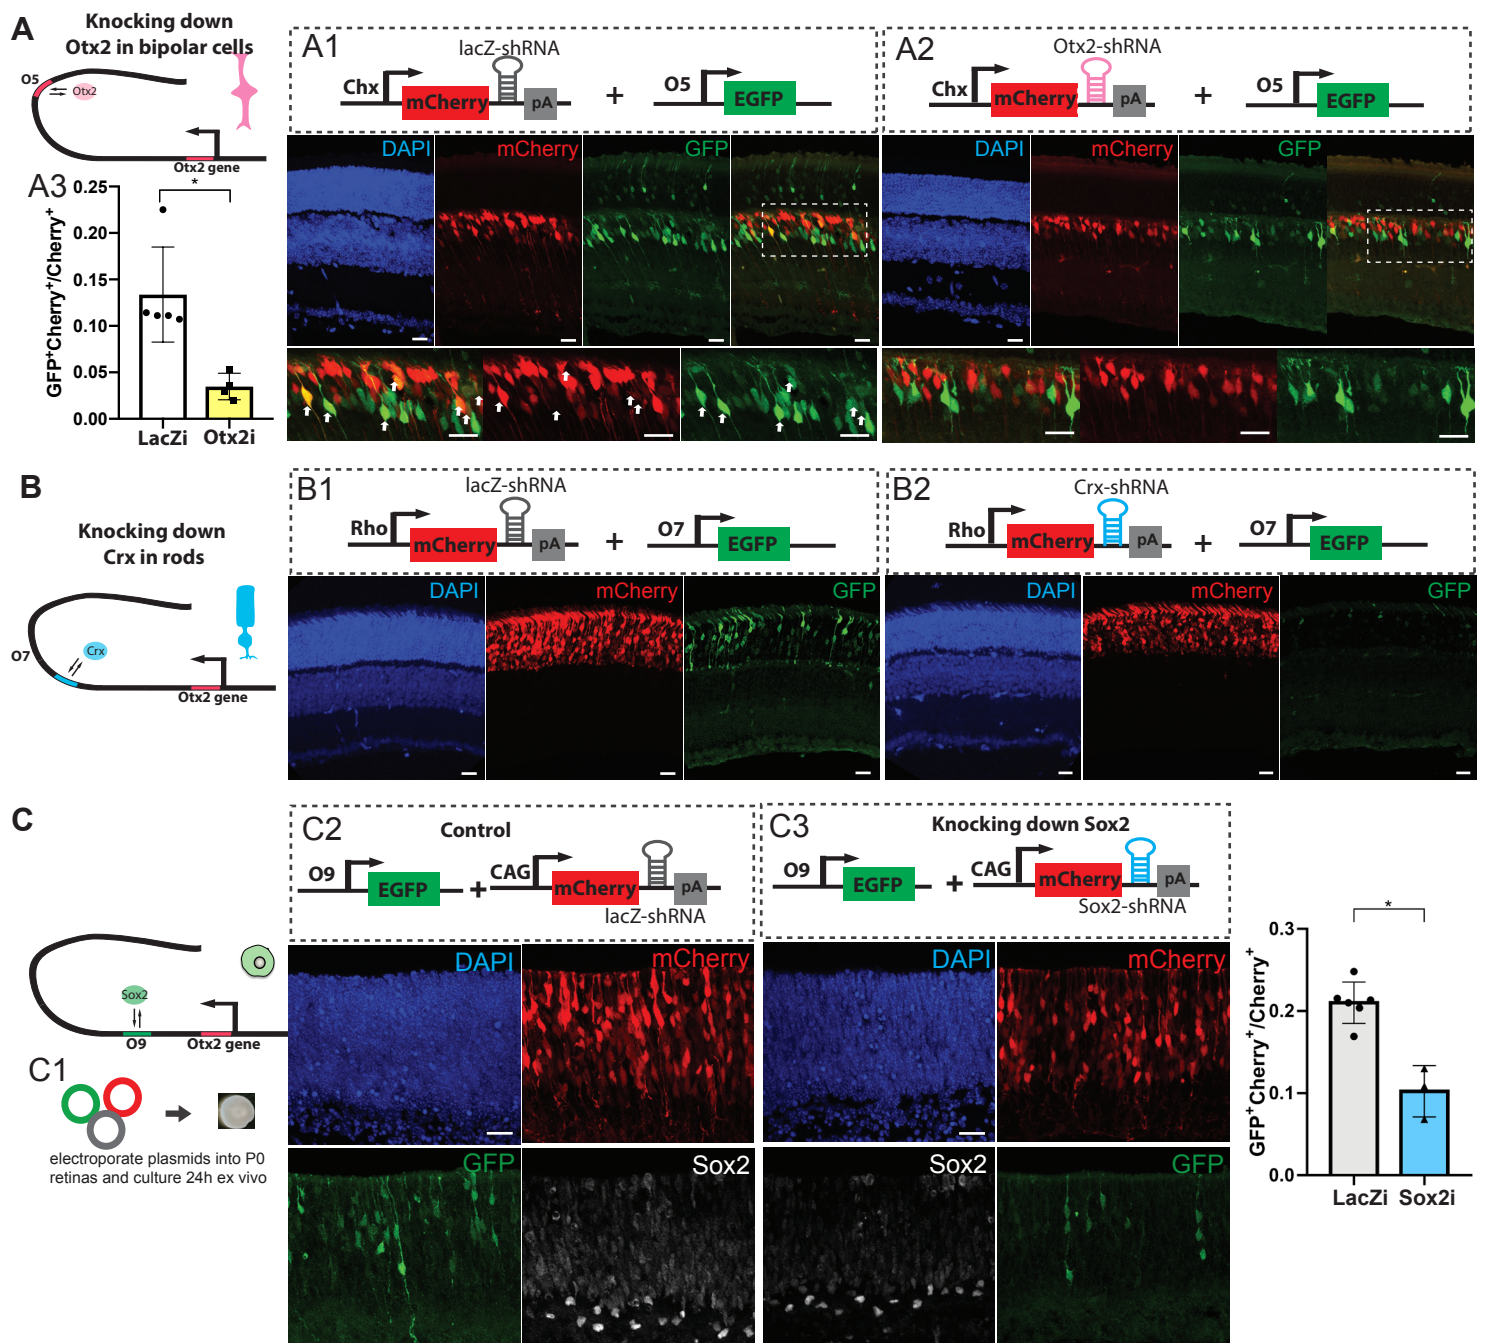 A
Knocking down
Otx2 in bipolar cells
O5
Otx2
Otx2 gene
A1
lacZ-shRNA
Chx
mCherry
pA
+
O5
EGFP
A2
Otx2-shRNA
Chx
mCherry
pA
+
O5
EGFP
DAPI
mCherry
GFP
DAPI
mCherry
GFP
A3
*
GFP⁺Cherry⁺/Cherry⁺
0.25
0.20
0.15
0.10
0.05
0.00
LacZi
Otx2i
B
Knocking down
Crx in rods
O7
Crx
Otx2 gene
B1
lacZ-shRNA
Rho
mCherry
pA
+
O7
EGFP
B2
Crx-shRNA
Rho
mCherry
pA
+
O7
EGFP
DAPI
mCherry
GFP
DAPI
mCherry
GFP
C
Sox2
O9
Otx2 gene
C1
electroporate plasmids into P0
retinas and culture 24h ex vivo
C2
Control
O9
EGFP
+
CAG
mCherry
pA
lacZ-shRNA
C3
Knocking down Sox2
O9
EGFP
+
CAG
mCherry
pA
Sox2-shRNA
DAPI
mCherry
DAPI
mCherry
GFP
Sox2
Sox2
GFP
*
GFP⁺Cherry⁺/Cherry⁺
0.3
0.2
0.1
0.0
LacZi
Sox2i